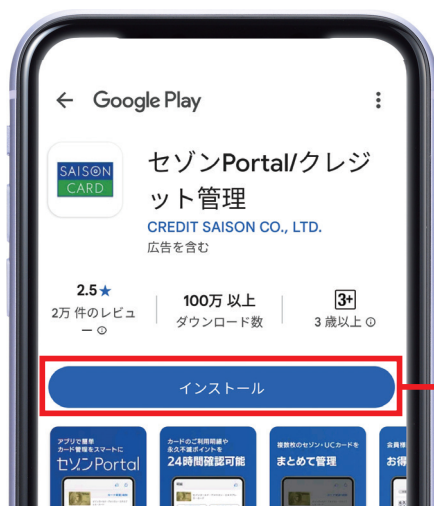 ← Google Play
SAISON
CARD
セゾンPortal/クレジ
ット管理
CREDIT SAISON CO., LTD.
広告を含む
2.5★
2万 件のレビュ
ー
100万 以上
ダウンロード数
3+
3 歳以上
インストール
アプリで簡単
カード管理をスマートに
セゾンPortal
カードのご利用明細や
永久不滅ポイントを
24時間確認可能
複数枚のセゾン・UCカードを
まとめて管理
会員様
お得